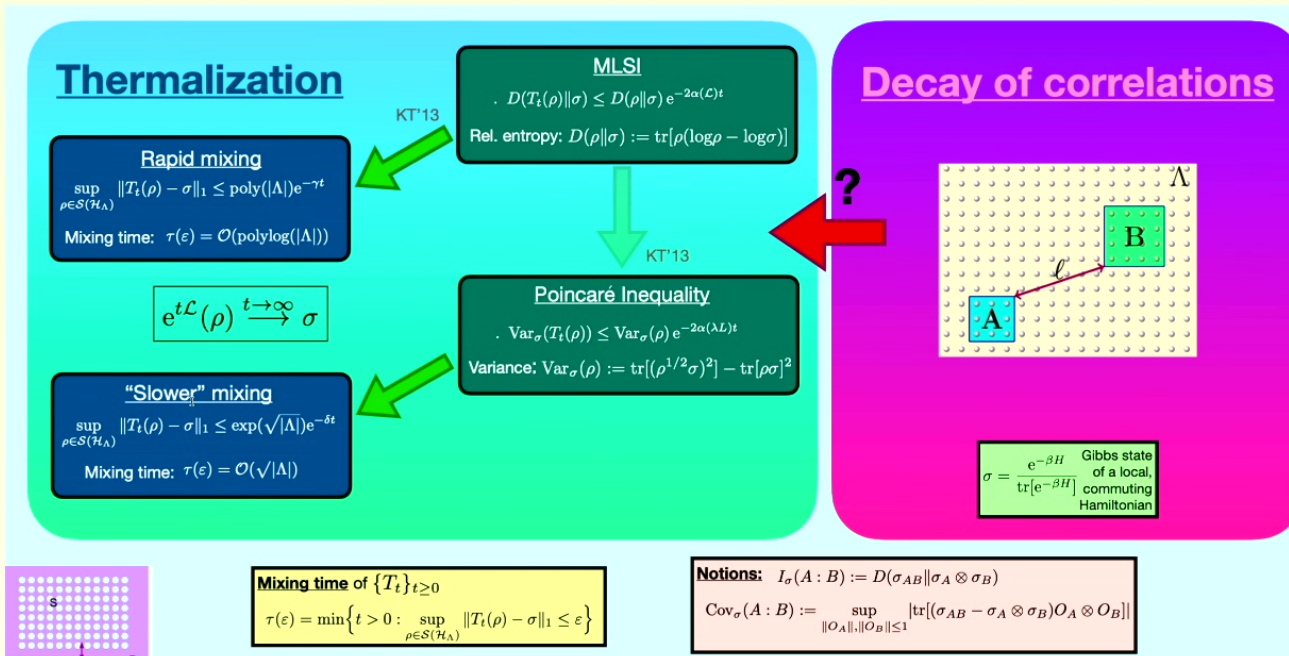 Thermalization
MLSI
. D(T_t(ρ)‖σ) ≤ D(ρ‖σ) e^{−2α(ℒ)t}
Rel. entropy: D(ρ‖σ) := tr[ρ(logρ − logσ)]
KT'13
Rapid mixing
sup_{ρ∈𝒮(ℋ_Λ)} ‖T_t(ρ) − σ‖_1 ≤ poly(|Λ|)e^{−γt}
Mixing time: τ(ε) = 𝒪(polylog(|Λ|))
KT'13
e^{tℒ}(ρ) ⟶^{t→∞} σ
Poincaré Inequality
. Var_σ(T_t(ρ)) ≤ Var_σ(ρ) e^{−2α(λL)t}
Variance: Var_σ(ρ) := tr[(ρ^{1/2}σ)^2] − tr[ρσ]^2
“Slower” mixing
sup_{ρ∈𝒮(ℋ_Λ)} ‖T_t(ρ) − σ‖_1 ≤ exp(√|Λ|)e^{−δt}
Mixing time: τ(ε) = 𝒪(√|Λ|)
?
Decay of correlations
Λ
B
ℓ
A
σ = e^{−βH} / tr[e^{−βH}]
Gibbs state
of a local,
commuting
Hamiltonian
s
Mixing time of {T_t}_{t≥0}
τ(ε) = min{t > 0 : sup_{ρ∈𝒮(ℋ_Λ)} ‖T_t(ρ) − σ‖_1 ≤ ε}
Notions: I_σ(A : B) := D(σ_{AB}‖σ_A ⊗ σ_B)
Cov_σ(A : B) := sup_{‖O_A‖,‖O_B‖≤1} |tr[(σ_{AB} − σ_A ⊗ σ_B)O_A ⊗ O_B]|